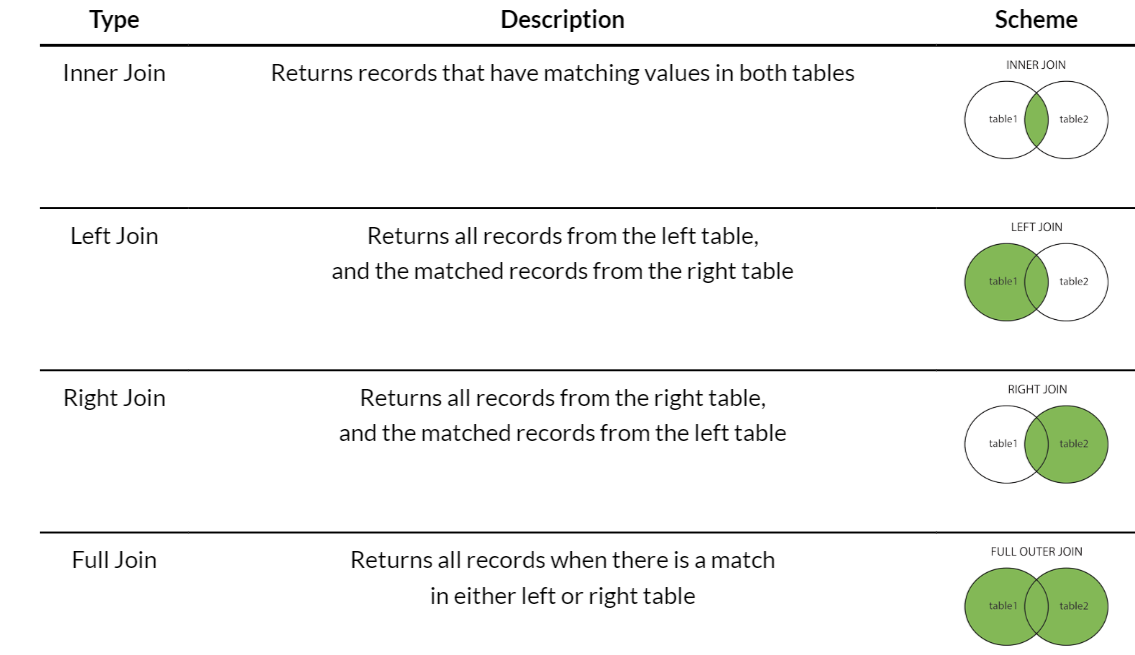 Type Description Scheme
Inner Join Returns records that have matching values in both tables
INNER JOIN
table1 table2
Left Join Returns all records from the left table,
and the matched records from the right table
LEFT JOIN
table1 table2
Right Join Returns all records from the right table,
and the matched records from the left table
RIGHT JOIN
table1 table2
Full Join Returns all records when there is a match
in either left or right table
FULL OUTER JOIN
table1 table2